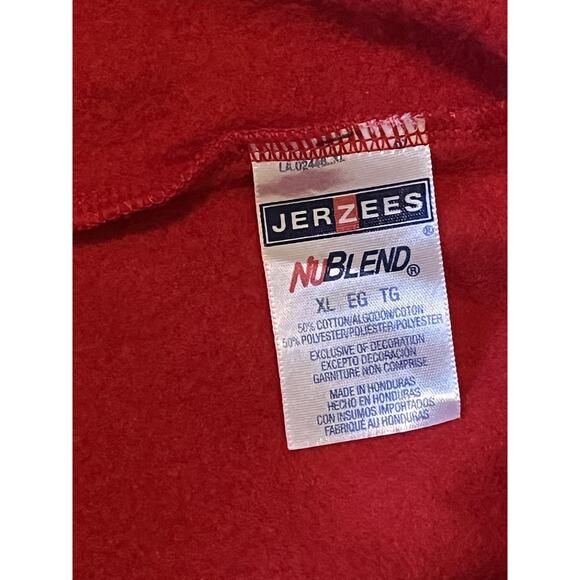 JERZEES®
NUBLEND®
XL EG TG
50% COTTON/ALGODON/COTON
50% POLYESTER/POLIESTER/POLYESTER
EXCLUSIVE OF DECORATION
EXCEPTO DECORACIÓN
GARNITURE NON COMPRISE
MADE IN HONDURAS
HECHO EN HONDURAS
CON INSUMOS IMPORTADOS
FABRIQUÉ AU HONDURAS